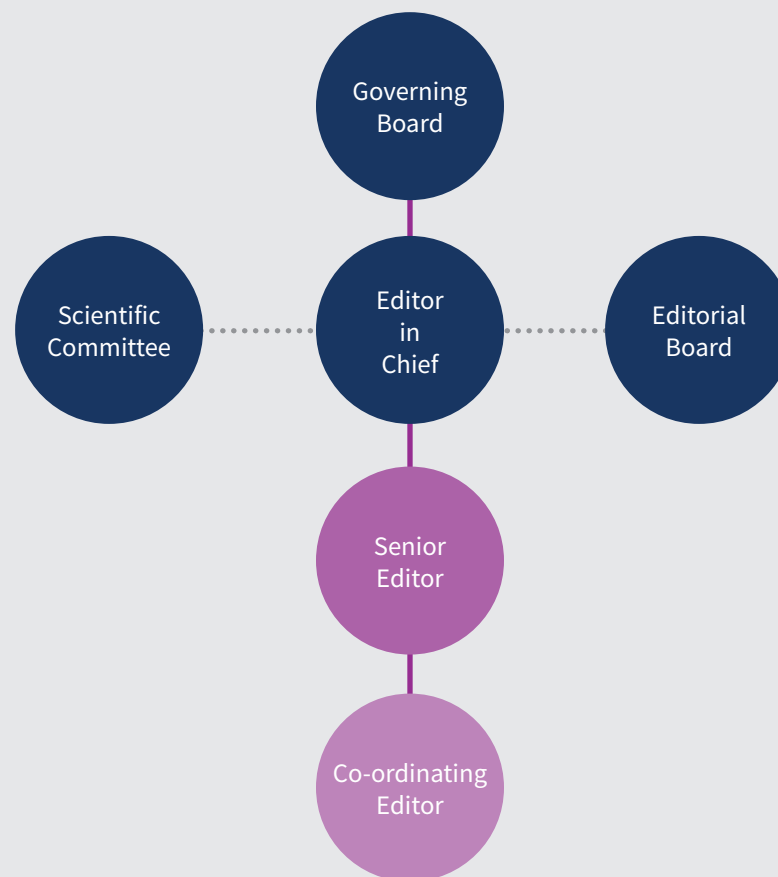 Governing
Board
Scientific
Committee
Editor
in
Chief
Editorial
Board
Senior
Editor
Co-ordinating
Editor